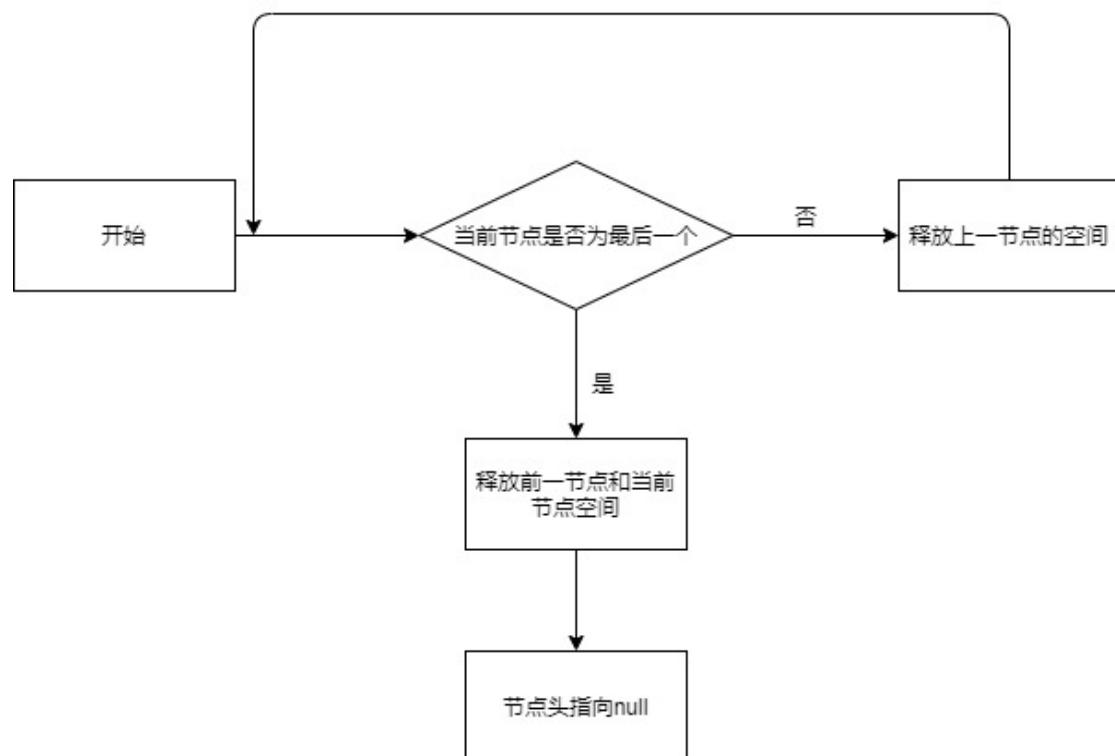 开始
当前节点是否为最后一个
否
释放上一节点的空间
是
释放前一节点和当前
节点空间
节点头指向null